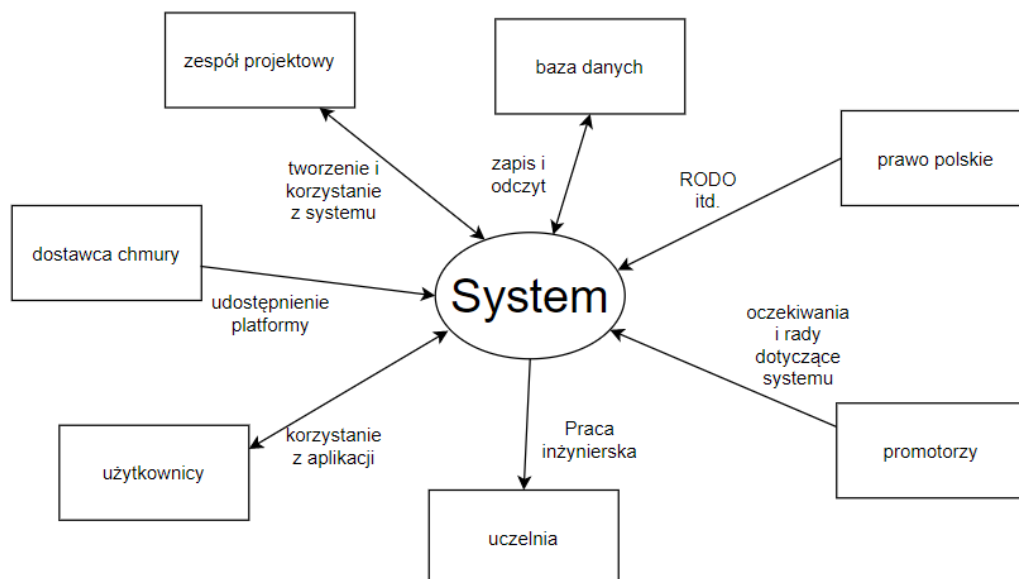 zespół projektowy
baza danych
prawo polskie
tworzenie i
korzystanie
z systemu
zapis i
odczyt
RODO
itd.
dostawca chmury
udostępnienie
platformy
System
oczekiwania
i rady
dotyczące
systemu
użytkownicy
korzystanie
z aplikacji
Praca
inżynierska
promotorzy
uczelnia